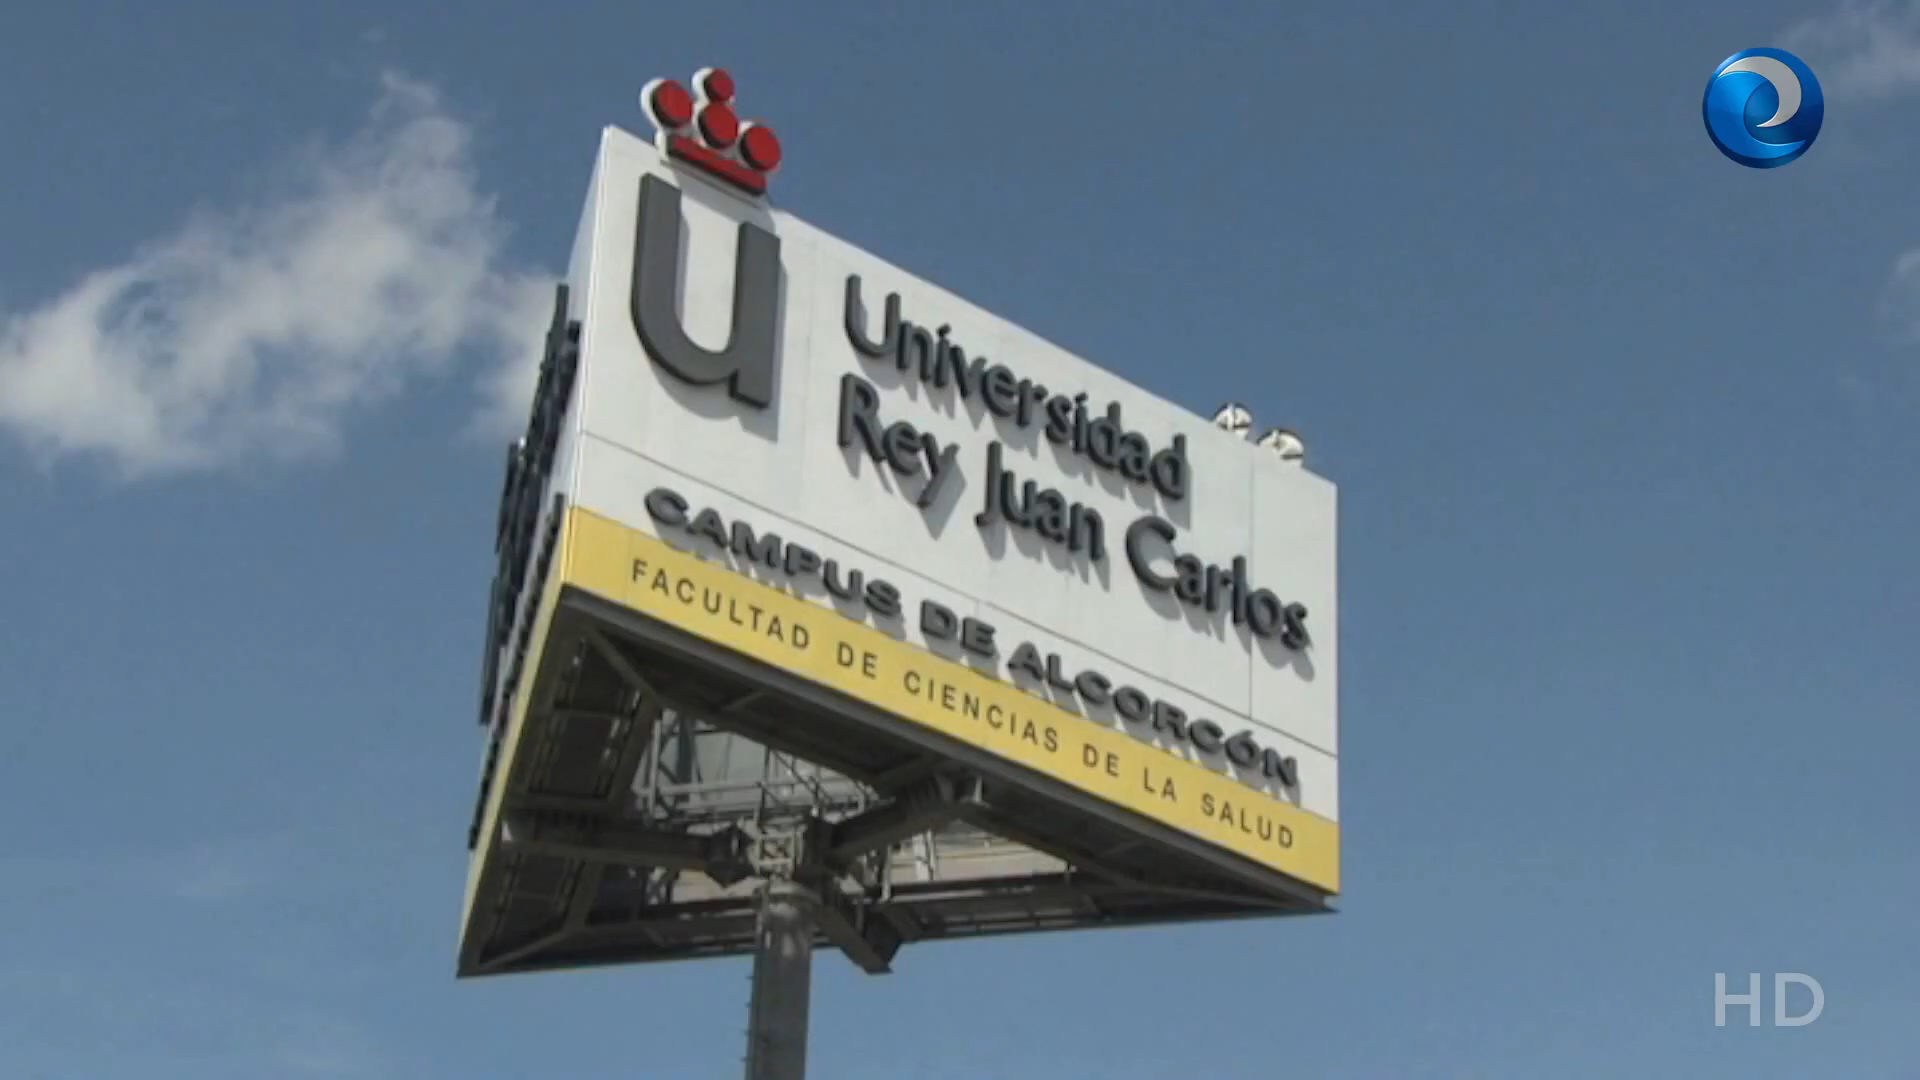 u
Universidad
Rey Juan Carlos
CAMPUS DE ALCORCÓN
FACULTAD DE CIENCIAS DE LA SALUD
HD